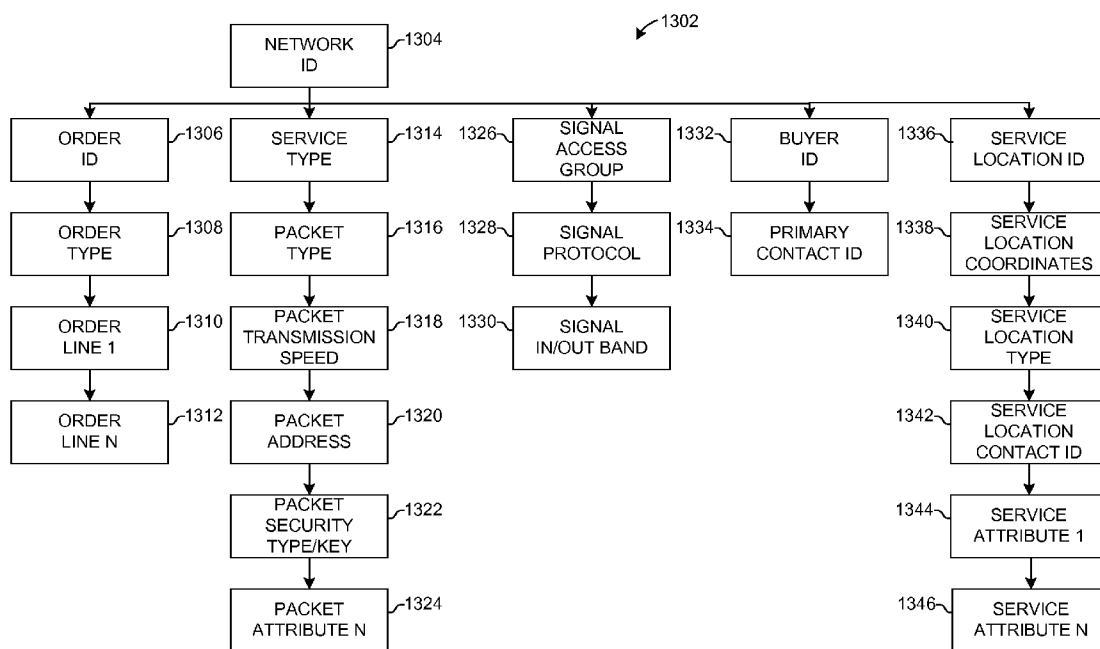 1302
NETWORK
ID
1304
ORDER
ID
1306
SERVICE
TYPE
1314
1326
SIGNAL
ACCESS
GROUP
1332
BUYER
ID
1336
SERVICE
LOCATION ID
ORDER
TYPE
1308
PACKET
TYPE
1316
1328
SIGNAL
PROTOCOL
1334
PRIMARY
CONTACT ID
1338
SERVICE
LOCATION
COORDINATES
ORDER
LINE 1
1310
PACKET
TRANSMISSION
SPEED
1318
1330
SIGNAL
IN/OUT BAND
1340
SERVICE
LOCATION
TYPE
ORDER
LINE N
1312
PACKET
ADDRESS
1320
1342
SERVICE
LOCATION
CONTACT ID
PACKET
SECURITY
TYPE/KEY
1322
1344
SERVICE
ATTRIBUTE 1
PACKET
ATTRIBUTE N
1324
1346
SERVICE
ATTRIBUTE N